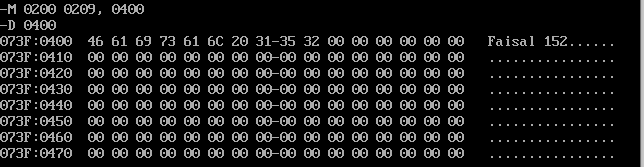 -M 0200 0209, 0400
-D 0400
073F:0400  46 61 69 73 61 6C 20 31-35 32 00 00 00 00 00 00   Faisal 152......
073F:0410  00 00 00 00 00 00 00 00-00 00 00 00 00 00 00 00   ................
073F:0420  00 00 00 00 00 00 00 00-00 00 00 00 00 00 00 00   ................
073F:0430  00 00 00 00 00 00 00 00-00 00 00 00 00 00 00 00   ................
073F:0440  00 00 00 00 00 00 00 00-00 00 00 00 00 00 00 00   ................
073F:0450  00 00 00 00 00 00 00 00-00 00 00 00 00 00 00 00   ................
073F:0460  00 00 00 00 00 00 00 00-00 00 00 00 00 00 00 00   ................
073F:0470  00 00 00 00 00 00 00 00-00 00 00 00 00 00 00 00   ................